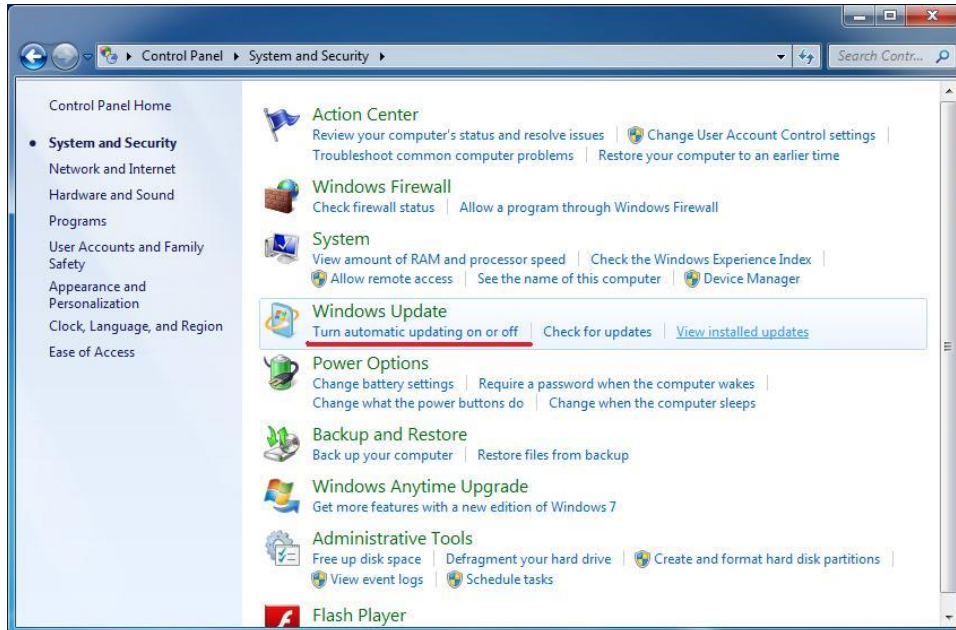 Control Panel System and Security Search Contr...
Control Panel Home
System and Security
Network and Internet
Hardware and Sound
Programs
User Accounts and Family
Safety
Appearance and
Personalization
Clock, Language, and Region
Ease of Access
Action Center
Review your computer's status and resolve issues Change User Account Control settings
Troubleshoot common computer problems Restore your computer to an earlier time
Windows Firewall
Check firewall status Allow a program through Windows Firewall
System
View amount of RAM and processor speed Check the Windows Experience Index
Allow remote access See the name of this computer Device Manager
Windows Update
Turn automatic updating on or off Check for updates View installed updates
Power Options
Change battery settings Require a password when the computer wakes
Change what the power buttons do Change when the computer sleeps
Backup and Restore
Back up your computer Restore files from backup
Windows Anytime Upgrade
Get more features with a new edition of Windows 7
Administrative Tools
Free up disk space Defragment your hard drive Create and format hard disk partitions
View event logs Schedule tasks
Flash Player